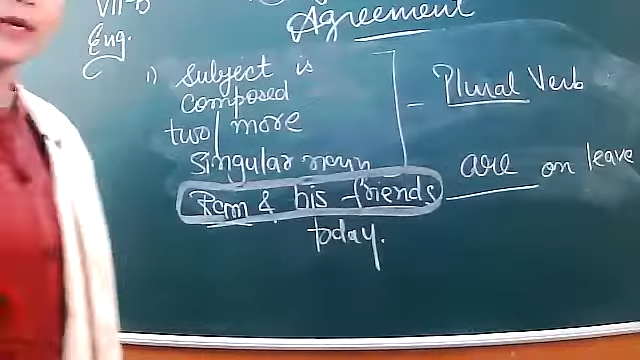 VII-b
Eng.
Agreement
1) Subject is
composed
two/more
Singular noun
- Plural Verb
Ram & his friends are on leave
today.